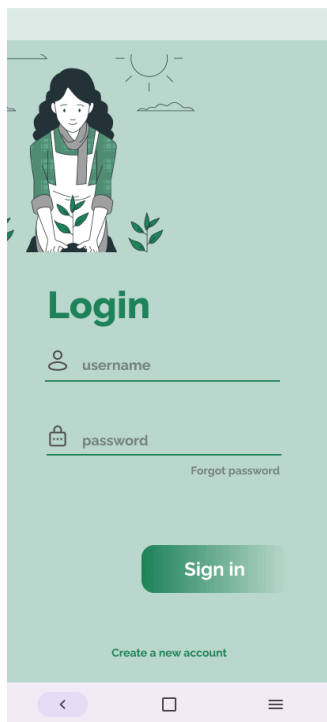 Login
username
password
Forgot password
Sign in
Create a new account